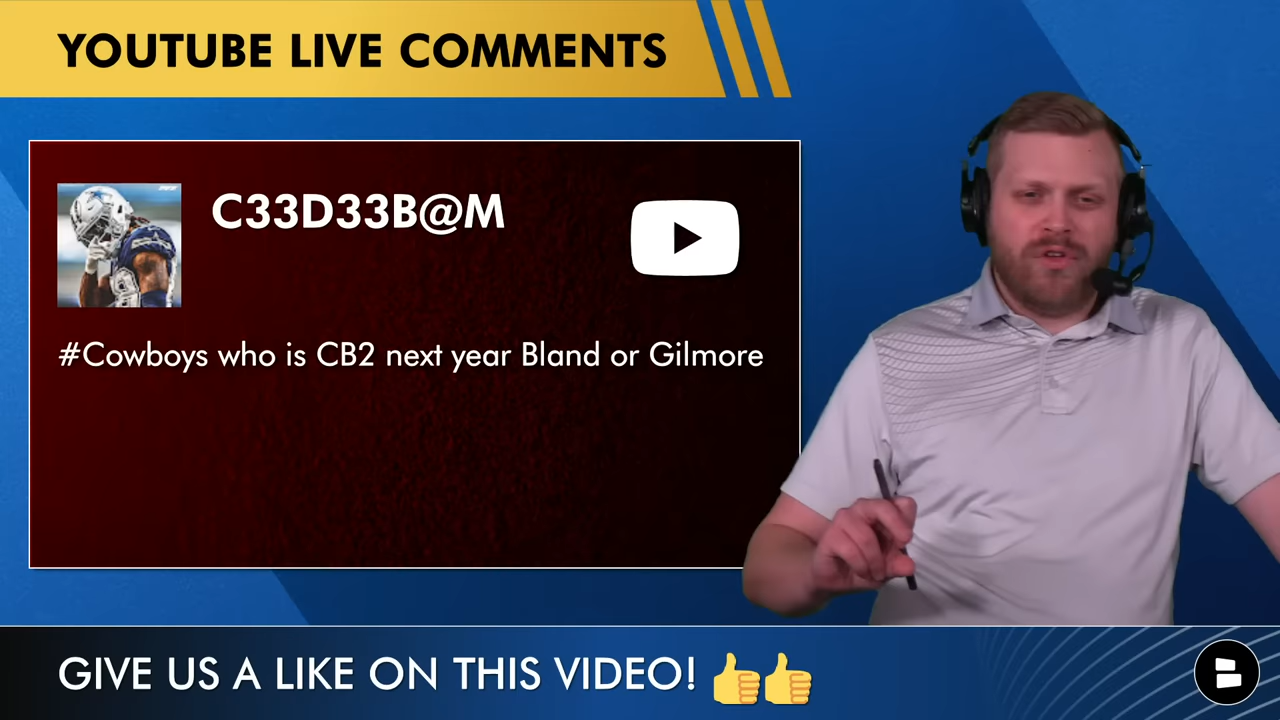 YOUTUBE LIVE COMMENTS
C33D33B@M
#Cowboys who is CB2 next year Bland or Gilmore
GIVE US A LIKE ON THIS VIDEO! 👍👍